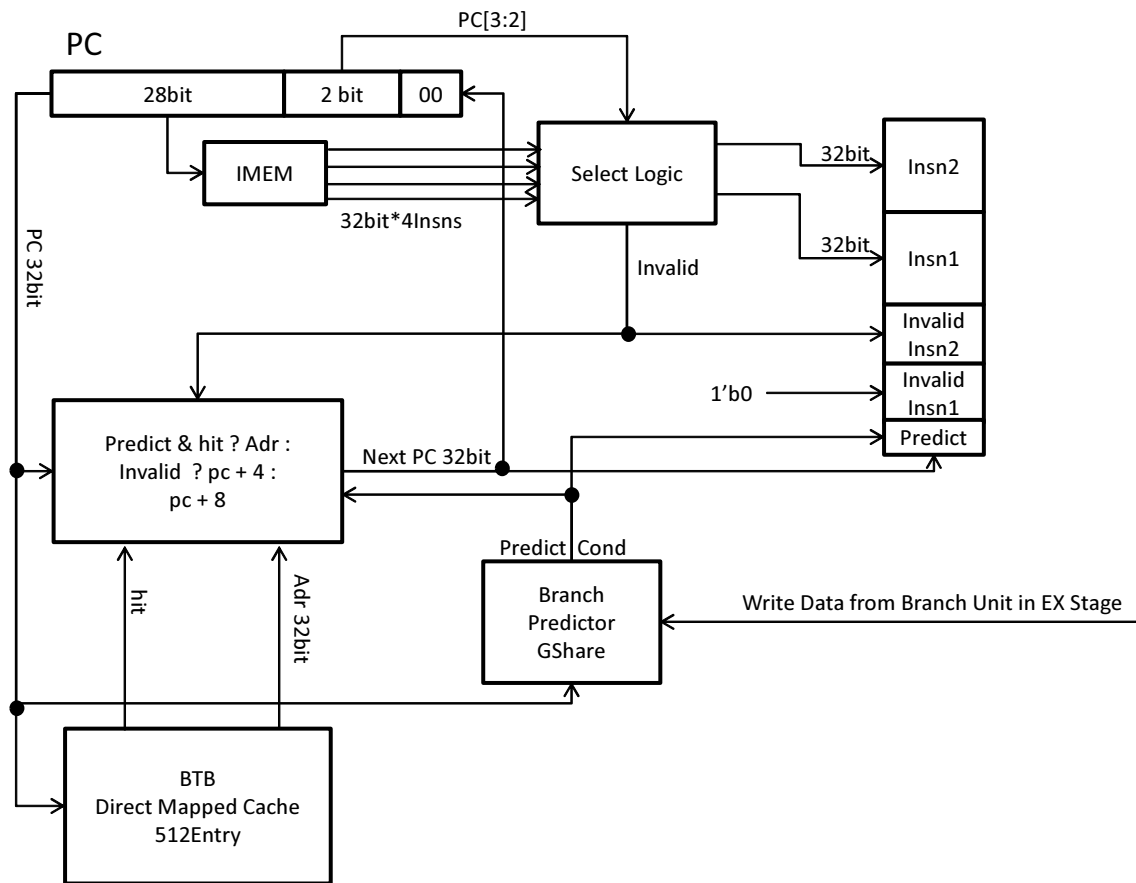 PC[3:2]
PC
28bit
2 bit
00
IMEM
32bit*4Insns
Select Logic
32bit
Insn2
32bit
Insn1
PC 32bit
Invalid
Invalid
Insn2
1'b0
Invalid
Insn1
Predict
Predict & hit ? Adr :
Invalid ? pc + 4 :
pc + 8
Next PC 32bit
hit
Adr 32bit
Predict Cond
Branch
Predictor
GShare
Write Data from Branch Unit in EX Stage
BTB
Direct Mapped Cache
512Entry